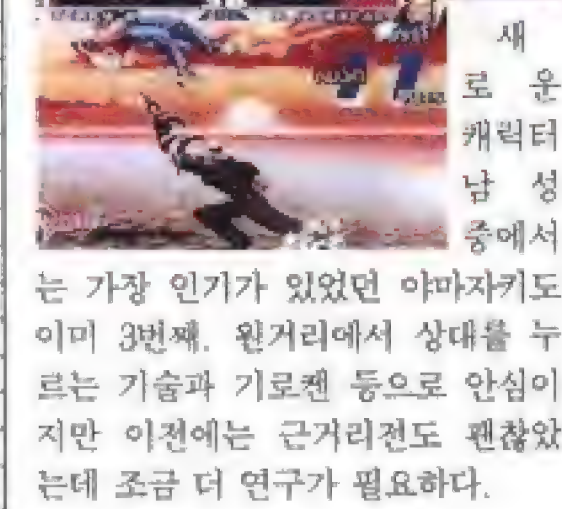 새
로 운
캐릭터
남 성
중에서
는 가장 인기가 있었던 야마자키도
이미 3번째. 원거리에서 상대를 누
르는 기술과 기로챈 등으로 안심이
지만 이전에는 근거리전도 괜찮았
는데 조금 더 연구가 필요하다.